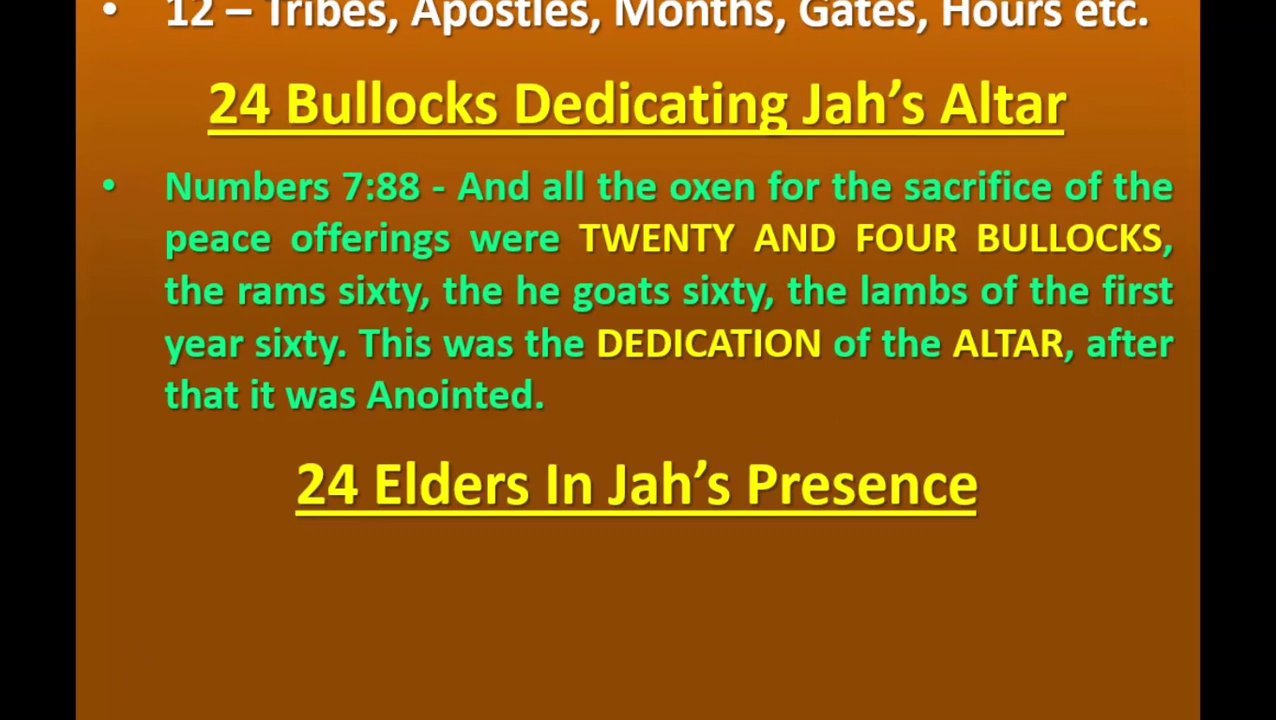 • 12 – Tribes, Apostles, Months, Gates, Hours etc.
24 Bullocks Dedicating Jah's Altar
• Numbers 7:88 - And all the oxen for the sacrifice of the
peace offerings were TWENTY AND FOUR BULLOCKS,
the rams sixty, the he goats sixty, the lambs of the first
year sixty. This was the DEDICATION of the ALTAR, after
that it was Anointed.
24 Elders In Jah's Presence